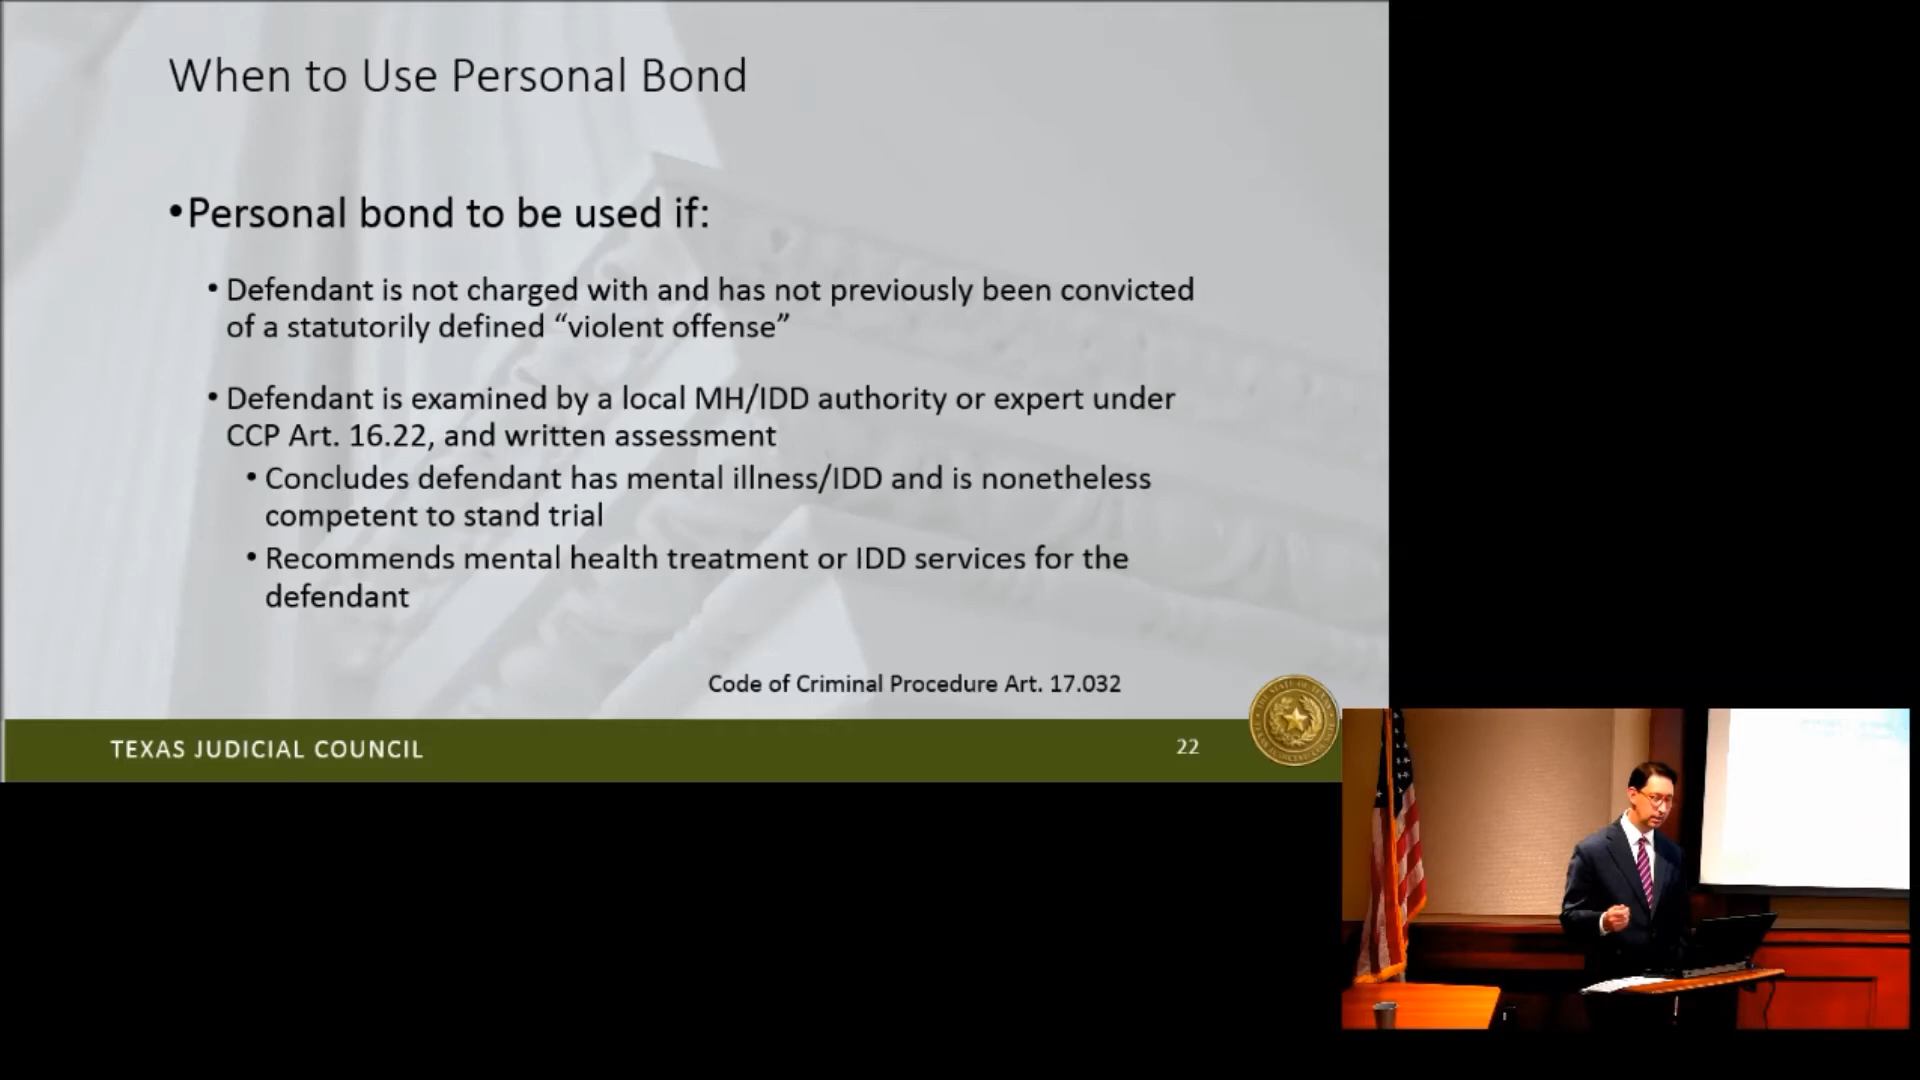 When to Use Personal Bond
•Personal bond to be used if:
• Defendant is not charged with and has not previously been convicted
of a statutorily defined “violent offense”
• Defendant is examined by a local MH/IDD authority or expert under
CCP Art. 16.22, and written assessment
• Concludes defendant has mental illness/IDD and is nonetheless
competent to stand trial
• Recommends mental health treatment or IDD services for the
defendant
Code of Criminal Procedure Art. 17.032
TEXAS JUDICIAL COUNCIL
22